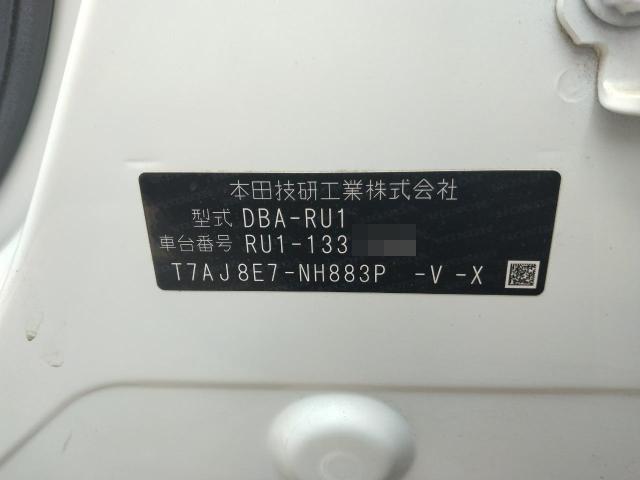 本田技研工業株式会社
型式 DBA-RU1
車台番号 RU1-133
T7AJ8E7-NH883P -V -X